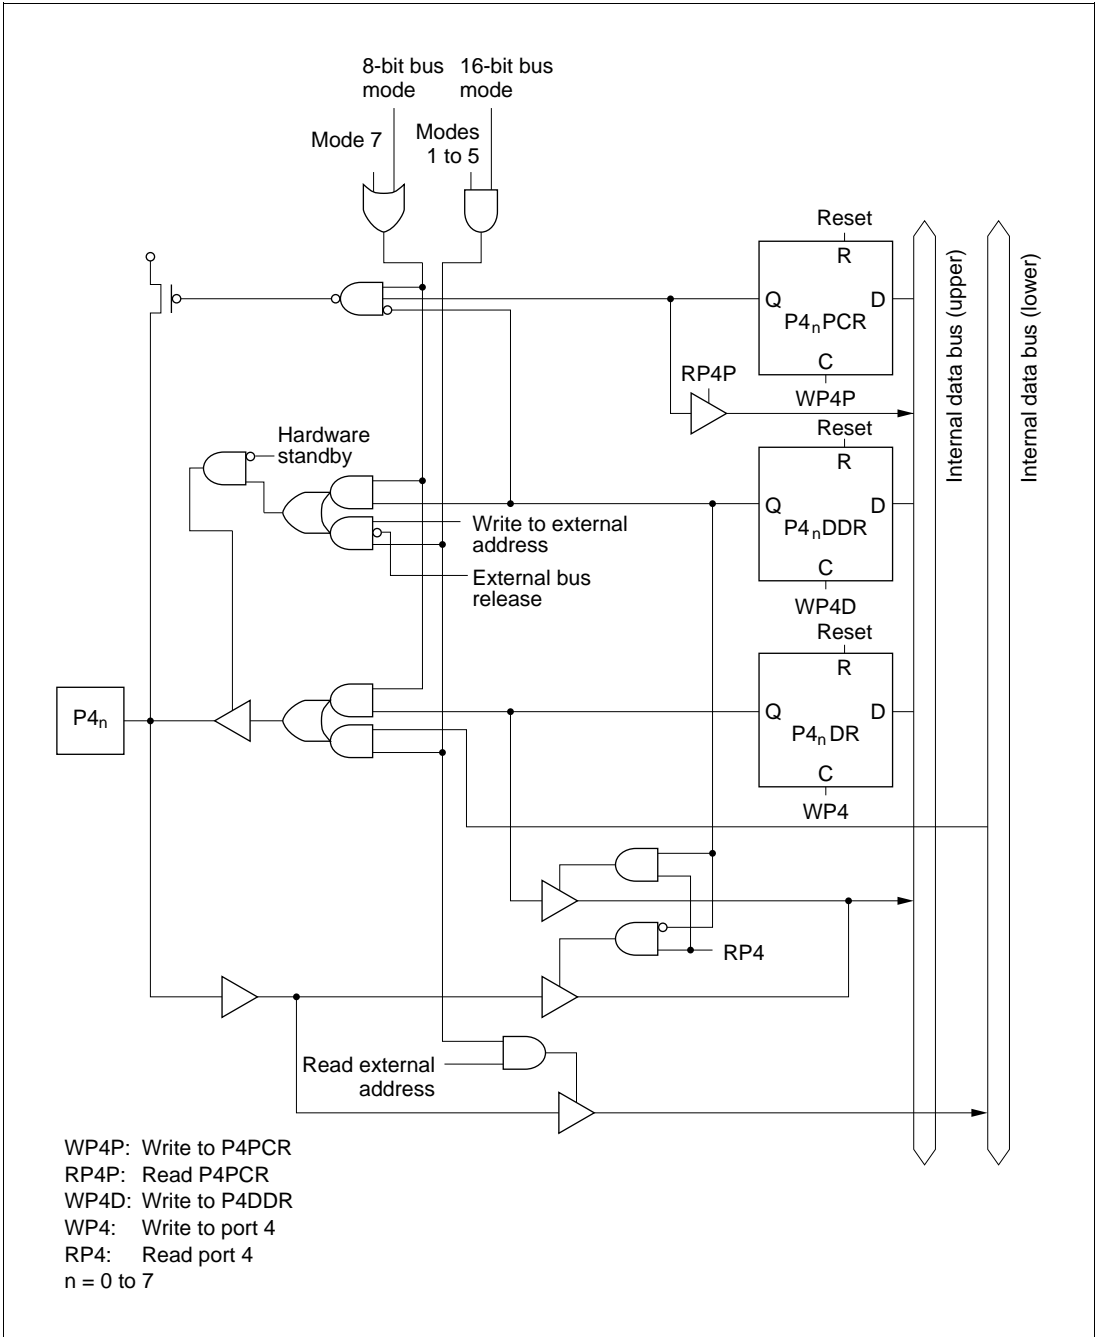 8-bit bus
mode
16-bit bus
mode
Mode 7
Modes
1 to 5
Reset
R
Q
D
P4nPCR
C
WP4P
RP4P
Internal data bus (upper)
Internal data bus (lower)
Hardware
standby
Write to external
address
External bus
release
Reset
R
Q
D
P4nDDR
C
WP4D
Reset
R
Q
D
P4nDR
C
WP4
P4n
RP4
Read external
address
WP4P: Write to P4PCR
RP4P: Read P4PCR
WP4D: Write to P4DDR
WP4: Write to port 4
RP4: Read port 4
n = 0 to 7